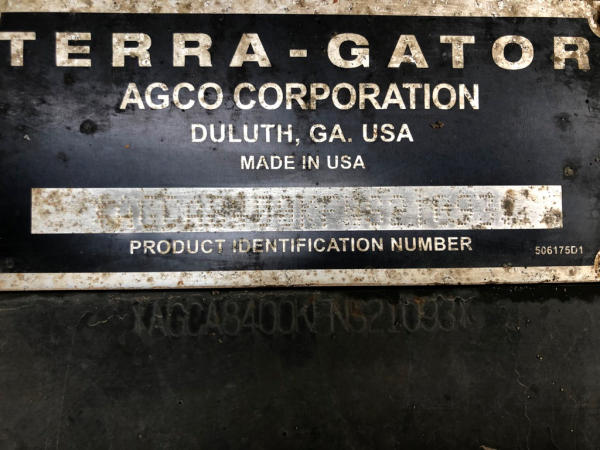 TERRA-GATOR
AGCO CORPORATION
DULUTH, GA. USA
MADE IN USA
PRODUCT IDENTIFICATION NUMBER
506175D1